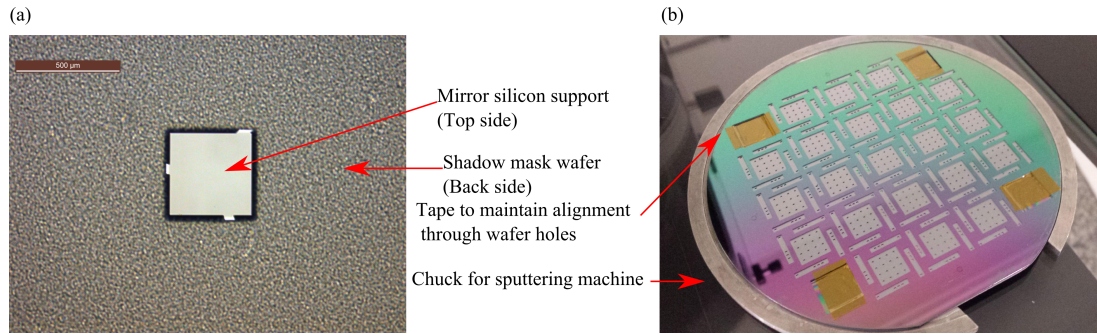 (a)
(b)
500 µm
Mirror silicon support
(Top side)
Shadow mask wafer
(Back side)
Tape to maintain alignment
through wafer holes
Chuck for sputtering machine